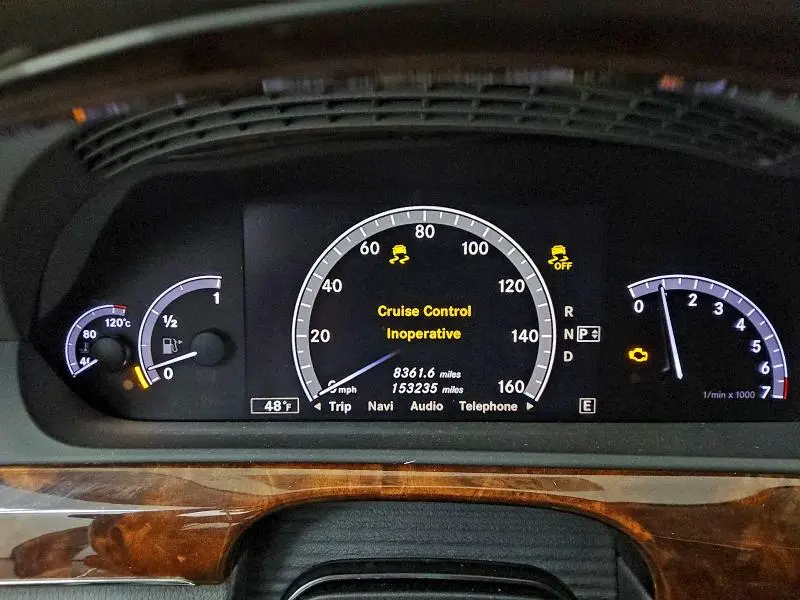 80
60
100
40
120
20
140
0 mph
160
Cruise Control
Inoperative
8361.6 miles
153235 miles
Trip Navi Audio Telephone
48°F
E
R
N P
D
OFF
120°C
80
40
1
½
0
0
2
3
4
5
6
7
1/min x 1000